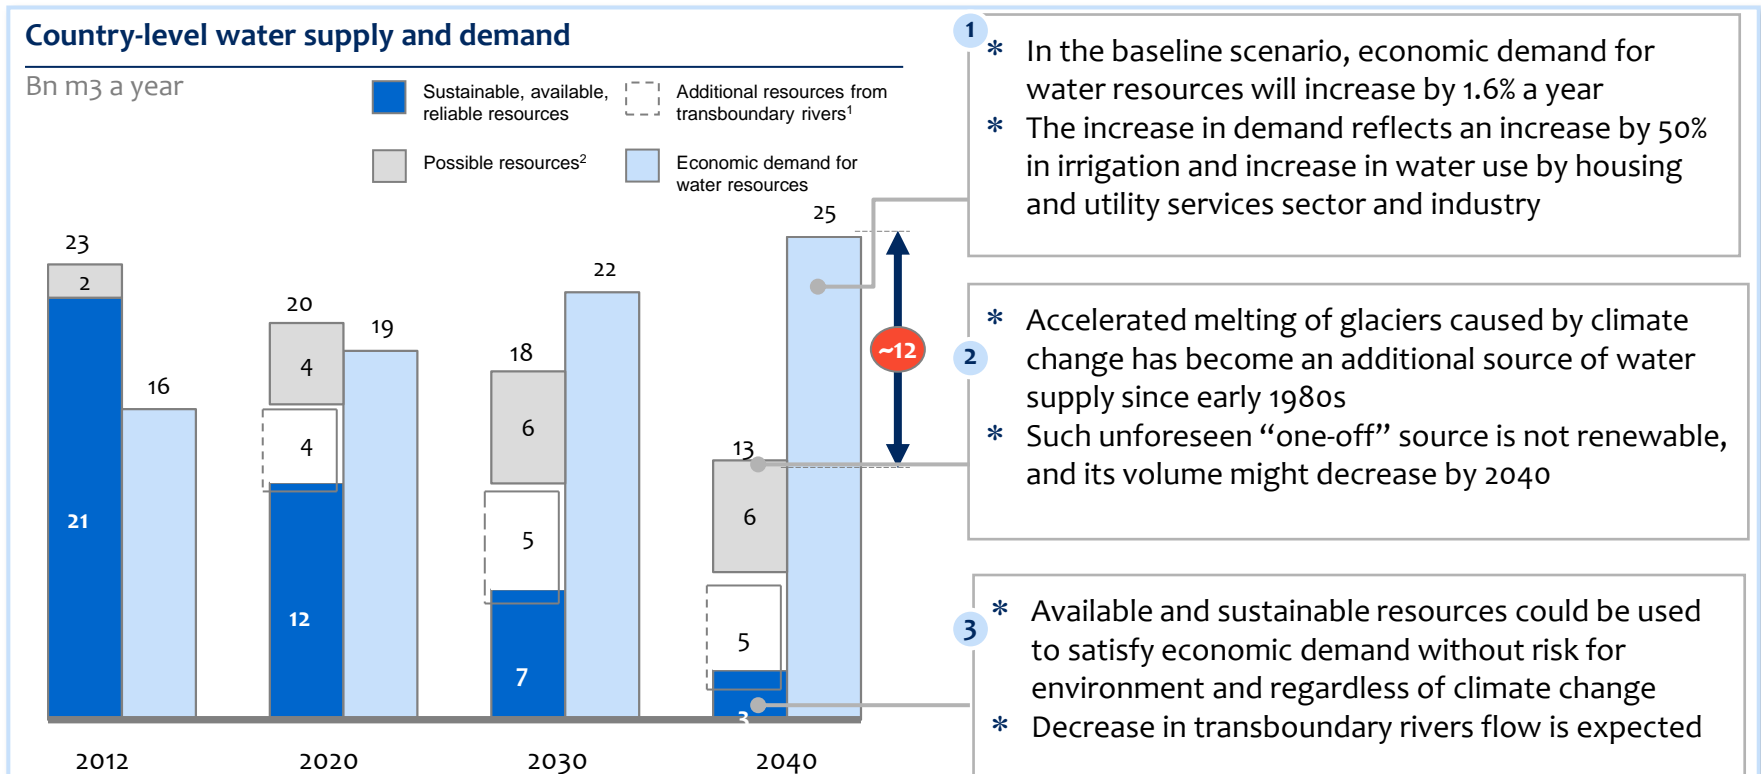 Country-level water supply and demand
Bn m3 a year
Sustainable, available,
reliable resources
Additional resources from
transboundary rivers1
Possible resources2
Economic demand for
water resources
23
2
21
16
20
4
4
12
19
18
6
5
7
22
13
6
5
3
25
~12
2012
2020
2030
2040
1
* In the baseline scenario, economic demand for
water resources will increase by 1.6% a year
* The increase in demand reflects an increase by 50%
in irrigation and increase in water use by housing
and utility services sector and industry
2
* Accelerated melting of glaciers caused by climate
change has become an additional source of water
supply since early 1980s
* Such unforeseen “one-off” source is not renewable,
and its volume might decrease by 2040
3
* Available and sustainable resources could be used
to satisfy economic demand without risk for
environment and regardless of climate change
* Decrease in transboundary rivers flow is expected